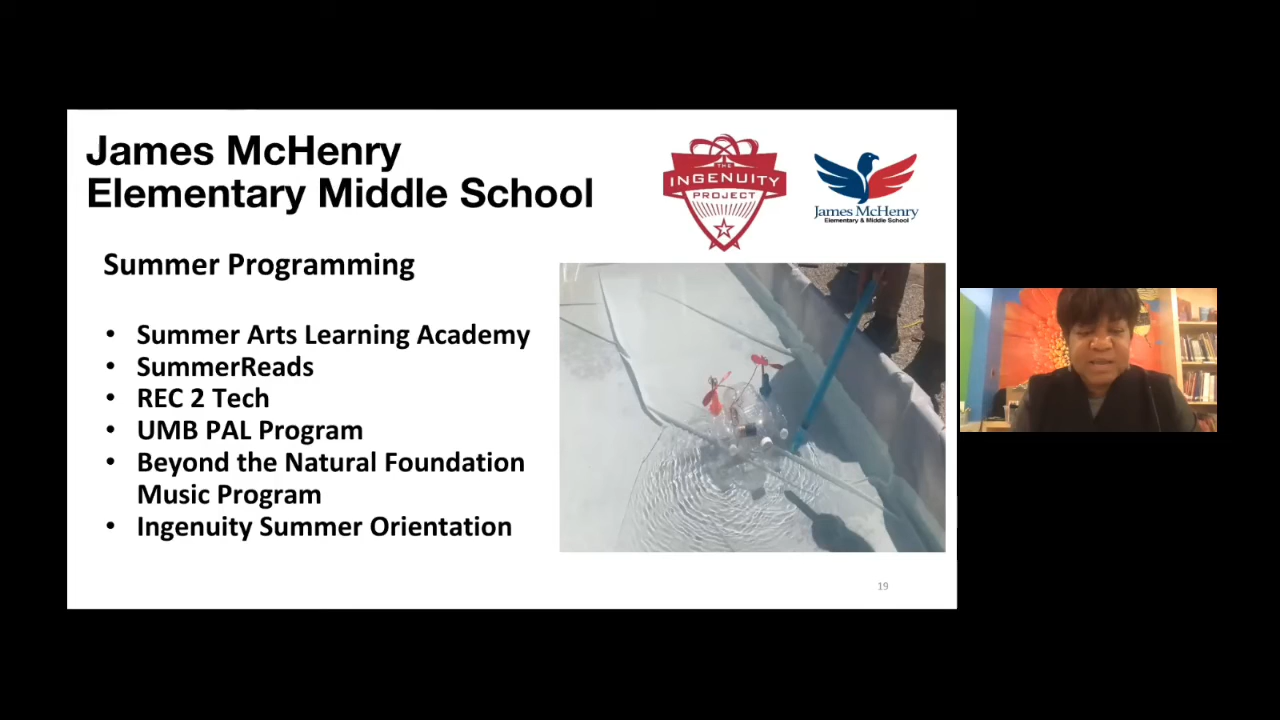 James McHenry
Elementary Middle School
THE
INGENUITY
PROJECT
James McHenry
Elementary & Middle School
Summer Programming
• Summer Arts Learning Academy
• SummerReads
• REC 2 Tech
• UMB PAL Program
• Beyond the Natural Foundation
Music Program
• Ingenuity Summer Orientation
19